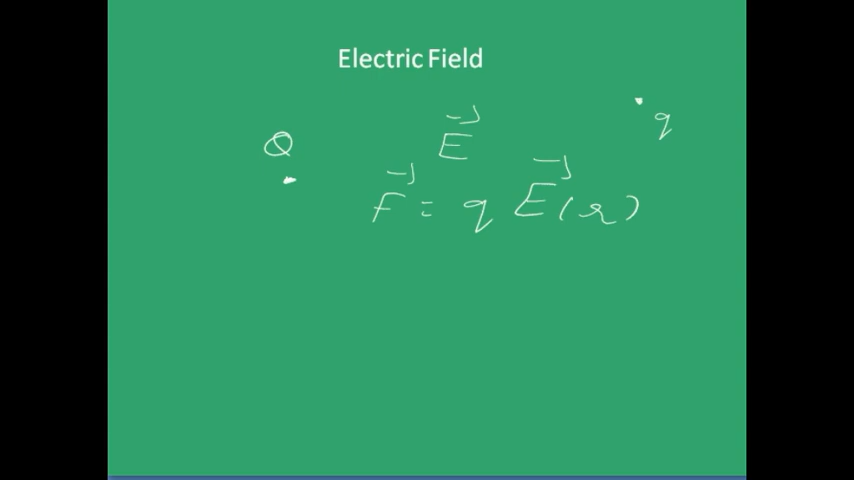 Electric Field
q
Q
E⃗
F⃗ = q E⃗(r)